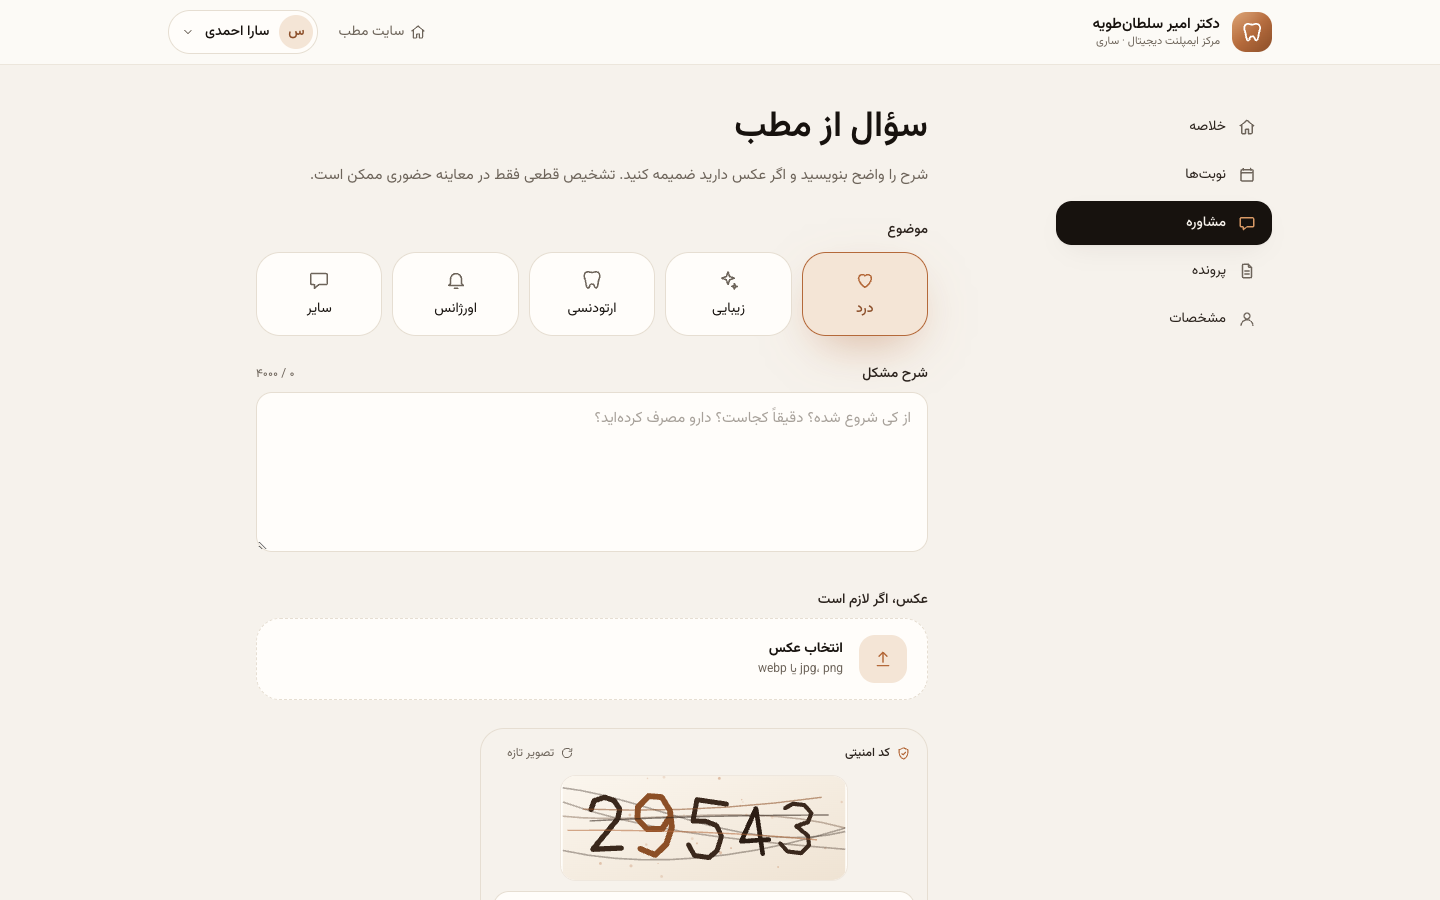 دکتر امیر سلطان‌طویه
مرکز ایمپلنت دیجیتال · ساری
سایت مطب
س
سارا احمدی
خلاصه
نوبت‌ها
مشاوره
پرونده
مشخصات
سؤال از مطب
شرح را واضح بنویسید و اگر عکس دارید ضمیمه کنید. تشخیص قطعی فقط در معاینه حضوری ممکن است.
موضوع
درد
زیبایی
ارتودنسی
اورژانس
سایر
شرح مشکل
۰ / ۴۰۰۰
از کی شروع شده؟ دقیقاً کجاست؟ دارو مصرف کرده‌اید؟
عکس، اگر لازم است
انتخاب عکس
jpg، png یا webp
کد امنیتی
تصویر تازه
29543